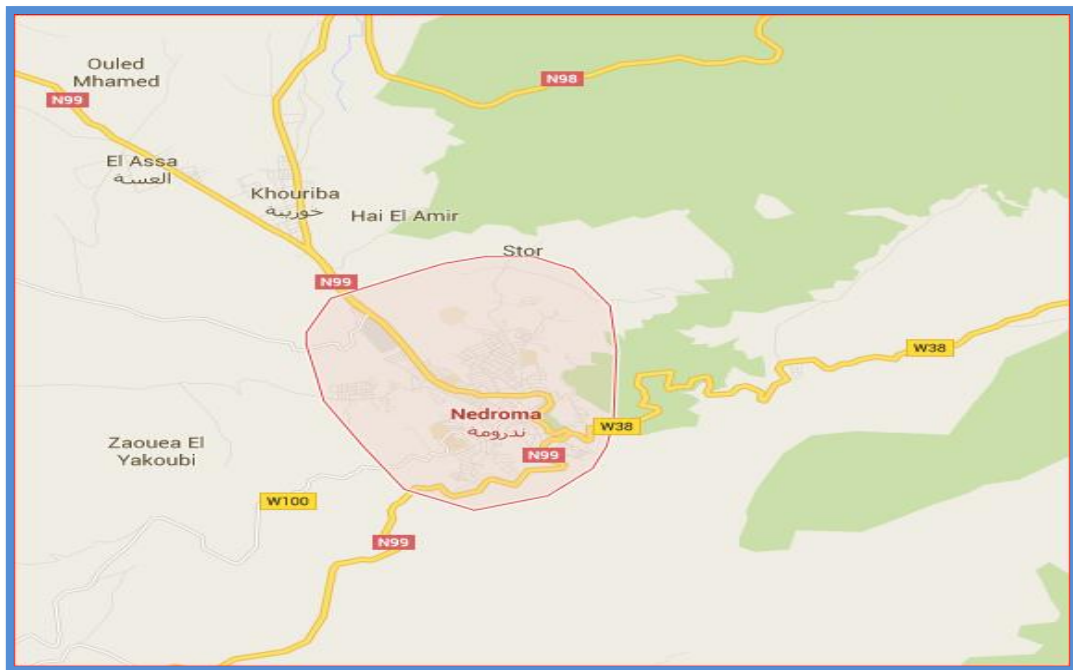 Ouled
Mhamed
N98
N99
El Assa
العسة
Khouriba
خوريبة
Hai El Amir
Stor
N99
W38
Nedroma
ندرومة
W38
Zaouea El
Yakoubi
N99
W100
N99